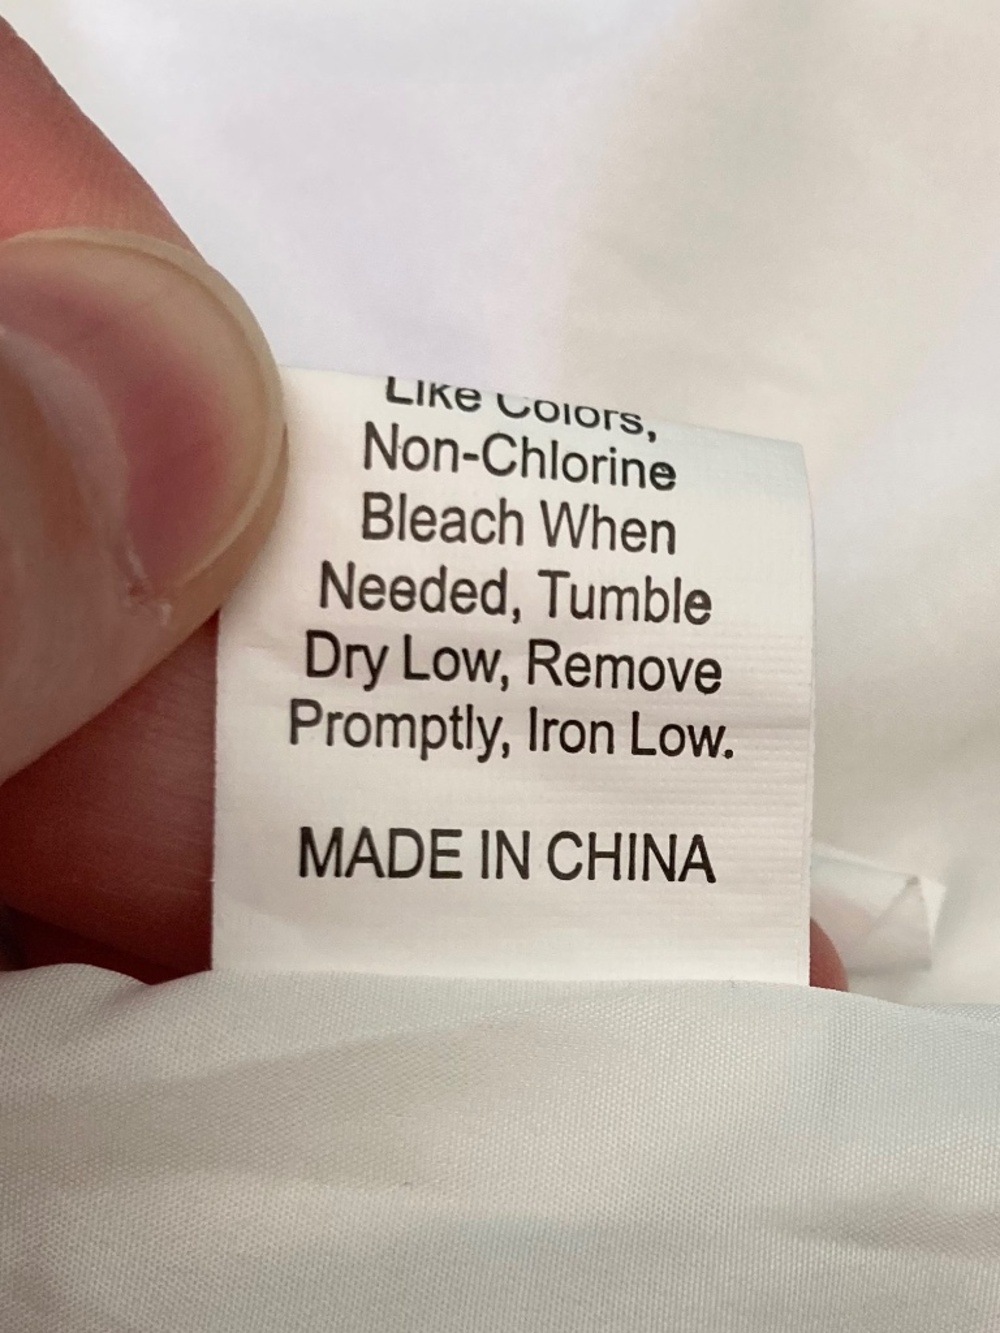 Like Colors,
Non-Chlorine
Bleach When
Needed, Tumble
Dry Low, Remove
Promptly, Iron Low.
MADE IN CHINA